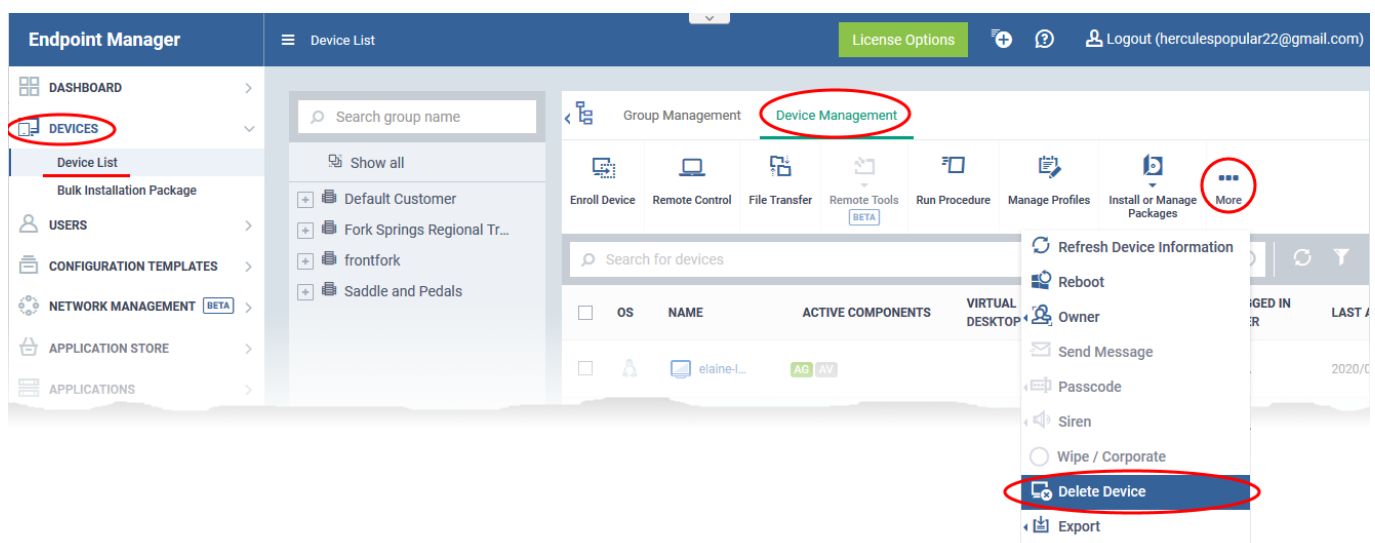 Endpoint Manager
Device List
License Options
Logout (herculespopular22@gmail.com)
DASHBOARD
DEVICES
Device List
Bulk Installation Package
USERS
CONFIGURATION TEMPLATES
NETWORK MANAGEMENT BETA
APPLICATION STORE
APPLICATIONS
Search group name
Show all
Default Customer
Fork Springs Regional Tr...
frontfork
Saddle and Pedals
Group Management
Device Management
Enroll Device
Remote Control
File Transfer
Remote Tools
BETA
Run Procedure
Manage Profiles
Install or Manage
Packages
More
Search for devices
OS
NAME
ACTIVE COMPONENTS
VIRTUAL
DESKTOP
GED IN
ER
LAST A
elaine-l...
AG AV
2020/0
Refresh Device Information
Reboot
Owner
Send Message
Passcode
Siren
Wipe / Corporate
Delete Device
Export